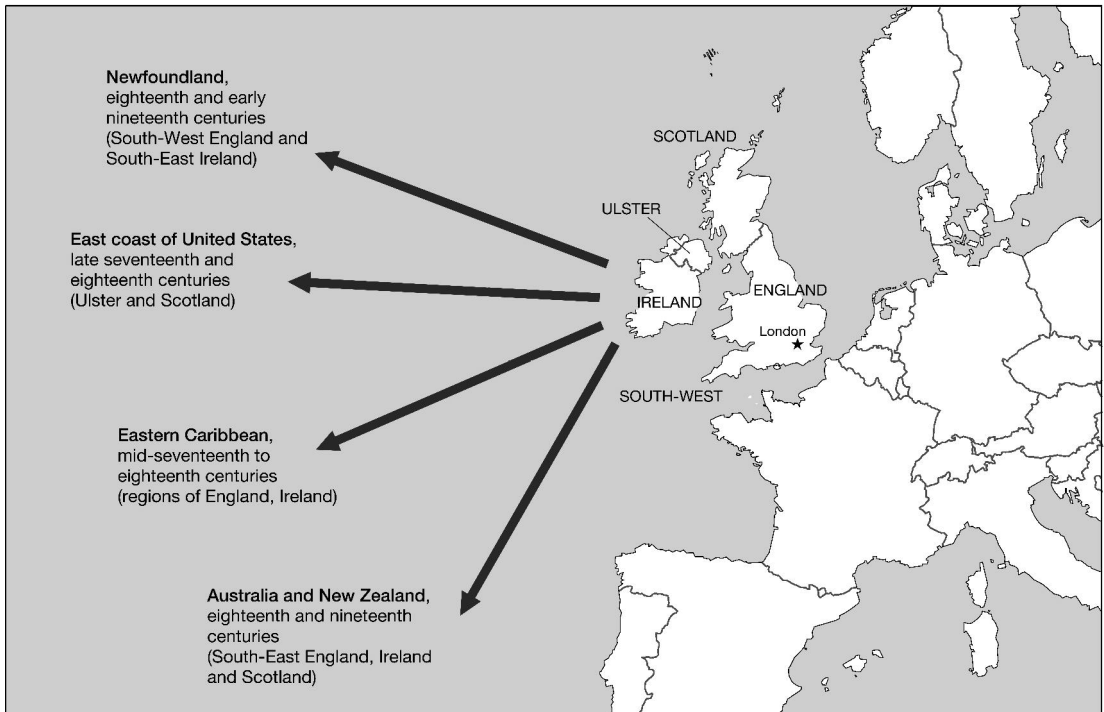 Newfoundland,
eighteenth and early
nineteenth centuries
(South-West England and
South-East Ireland)
East coast of United States,
late seventeenth and
eighteenth centuries
(Ulster and Scotland)
Eastern Caribbean,
mid-seventeenth to
eighteenth centuries
(regions of England, Ireland)
Australia and New Zealand,
eighteenth and nineteenth
centuries
(South-East England, Ireland
and Scotland)
SCOTLAND
ULSTER
IRELAND
ENGLAND
London
SOUTH-WEST